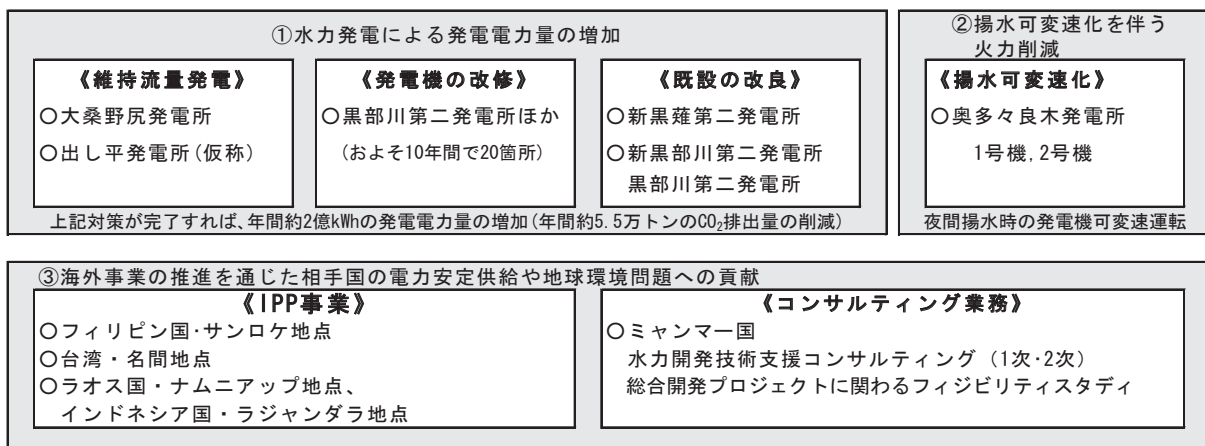 ①水力発電による発電電力量の増加
《維持流量発電》
○大桑野尻発電所
○出し平発電所(仮称)
《発電機の改修》
○黒部川第二発電所ほか
(およそ10年間で20箇所)
《既設の改良》
○新黒薙第二発電所
○新黒部川第二発電所
黒部川第二発電所
上記対策が完了すれば、年間約2億kWhの発電電力量の増加(年間約5.5万トンのCO₂排出量の削減)
②揚水可変速化を伴う
火力削減
《揚水可変速化》
○奥多々良木発電所
1号機,2号機
夜間揚水時の発電機可変速運転
③海外事業の推進を通じた相手国の電力安定供給や地球環境問題への貢献
《IPP事業》
○フィリピン国・サンロケ地点
○台湾・名間地点
○ラオス国・ナムニアップ地点、
インドネシア国・ラジャンダラ地点
《コンサルティング業務》
○ミャンマー国
水力開発技術支援コンサルティング (1次・2次)
総合開発プロジェクトに関わるフィジビリティスタディ